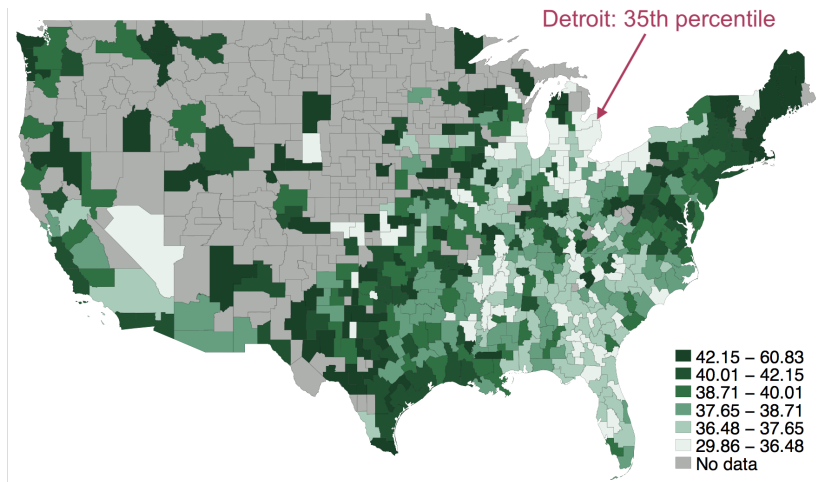 Detroit: 35th percentile
42.15 – 60.83
40.01 – 42.15
38.71 – 40.01
37.65 – 38.71
36.48 – 37.65
29.86 – 36.48
No data